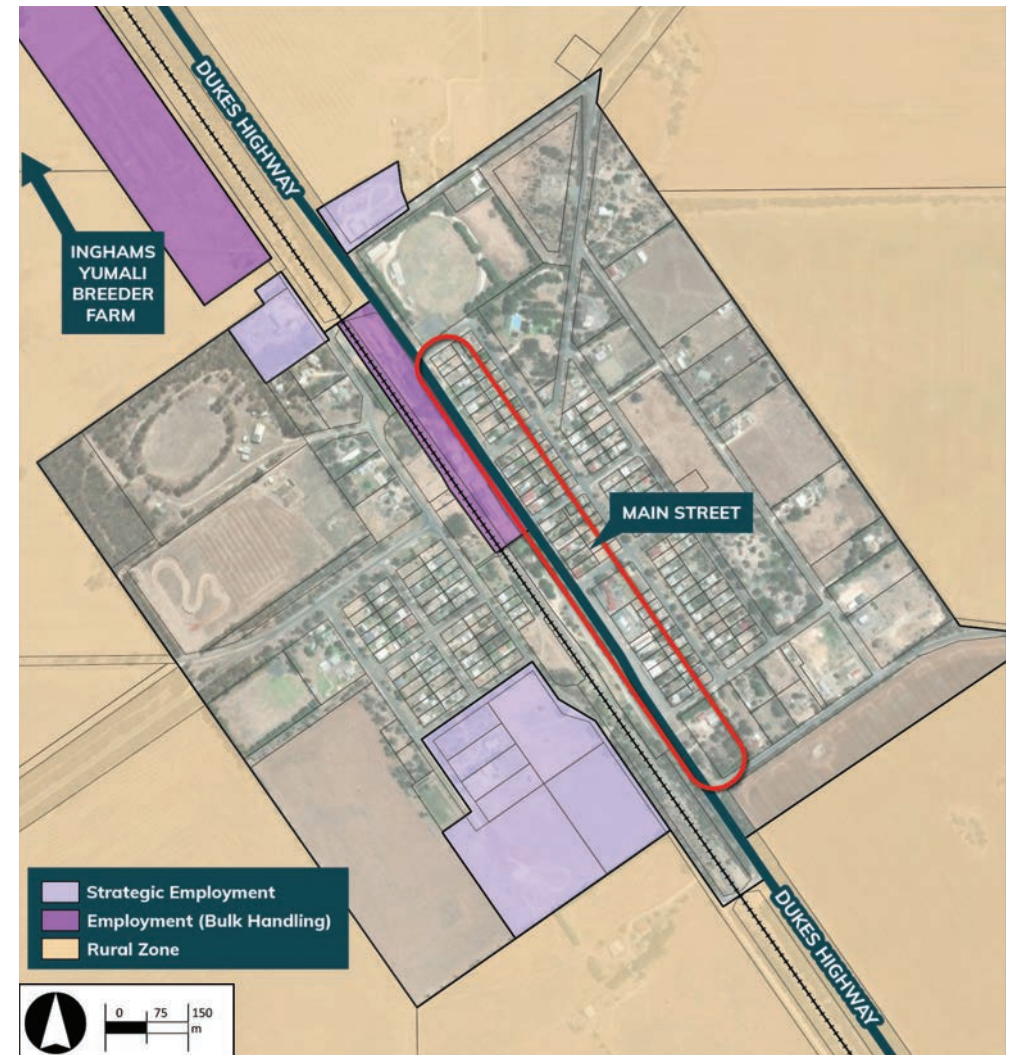 DUKES HIGHWAY
INGHAMS
YUMALI
BREEDER
FARM
MAIN STREET
Strategic Employment
Employment (Bulk Handling)
Rural Zone
DUKES HIGHWAY
0 75 150
m